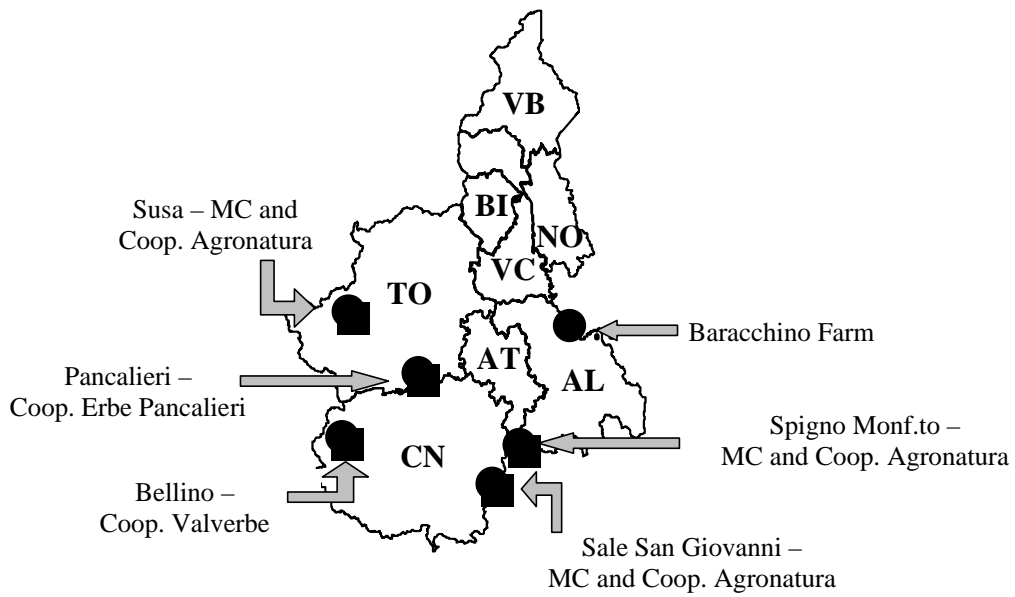 VB
BI
NO
VC
Susa – MC and
Coop. Agronatura
TO
Baracchino Farm
AT
AL
Pancalieri –
Coop. Erbe Pancalieri
Spigno Monf.to –
MC and Coop. Agronatura
CN
Bellino –
Coop. Valverbe
Sale San Giovanni –
MC and Coop. Agronatura